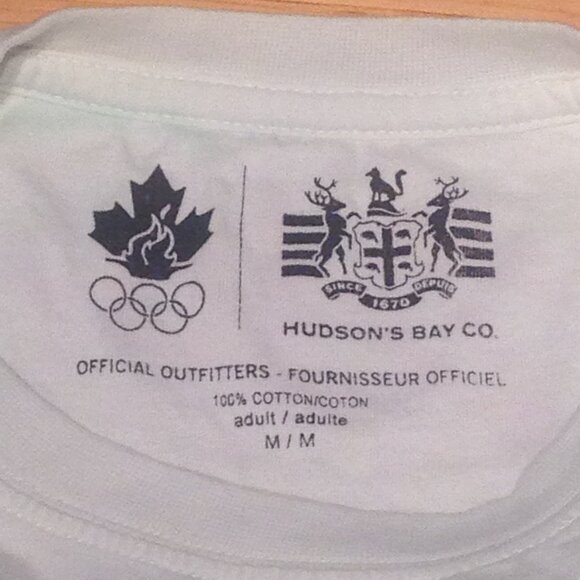 SINCE 1670 DEPUIS
HUDSON'S BAY CO.
OFFICIAL OUTFITTERS - FOURNISSEUR OFFICIEL
100% COTTON/COTON
adult / adulte
M / M